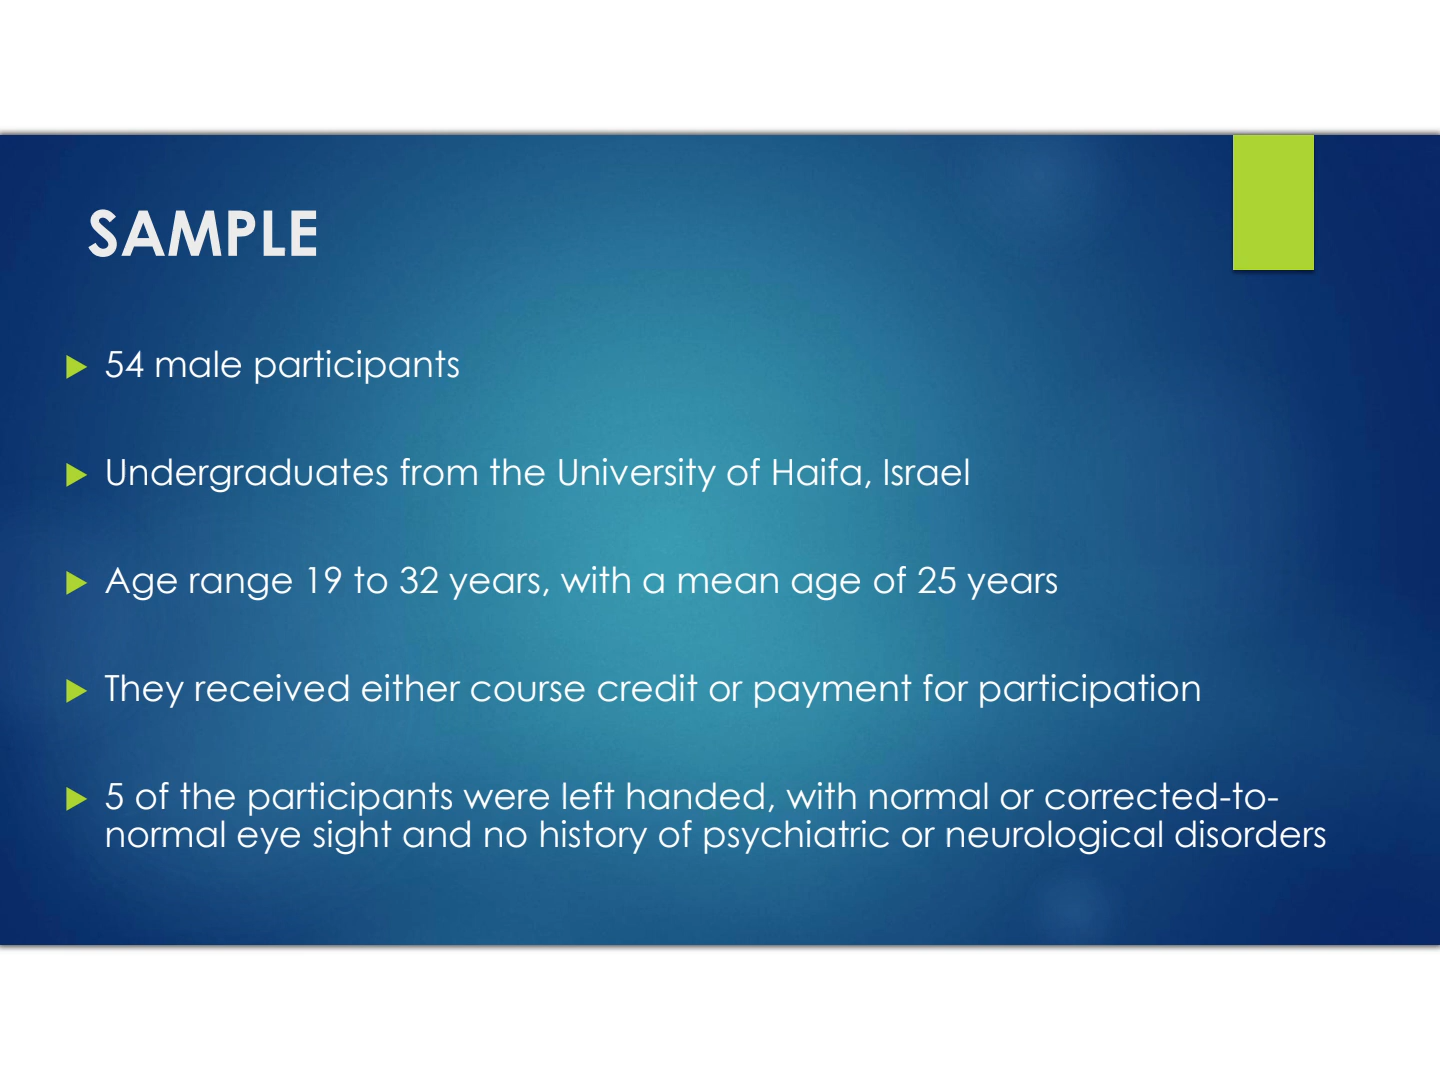 SAMPLE
54 male participants
Undergraduates from the University of Haifa, Israel
Age range 19 to 32 years, with a mean age of 25 years
They received either course credit or payment for participation
5 of the participants were left handed, with normal or corrected-to-
normal eye sight and no history of psychiatric or neurological disorders